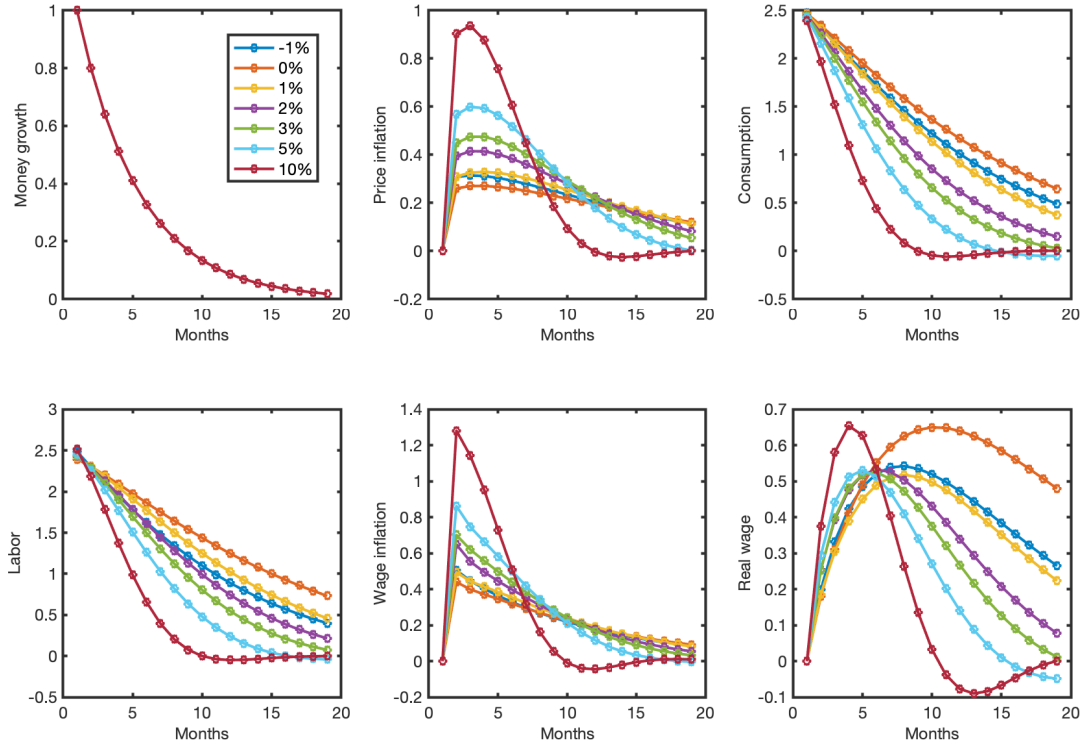 Money growth
1
0.8
0.6
0.4
0.2
0
0 5 10 15 20
Months
-1%
0%
1%
2%
3%
5%
10%
Price inflation
1
0.8
0.6
0.4
0.2
0
-0.2
0 5 10 15 20
Months
Consumption
2.5
2
1.5
1
0.5
0
-0.5
0 5 10 15 20
Months
Labor
3
2.5
2
1.5
1
0.5
0
-0.5
0 5 10 15 20
Months
Wage inflation
1.4
1.2
1
0.8
0.6
0.4
0.2
0
-0.2
0 5 10 15 20
Months
Real wage
0.7
0.6
0.5
0.4
0.3
0.2
0.1
0
-0.1
0 5 10 15 20
Months